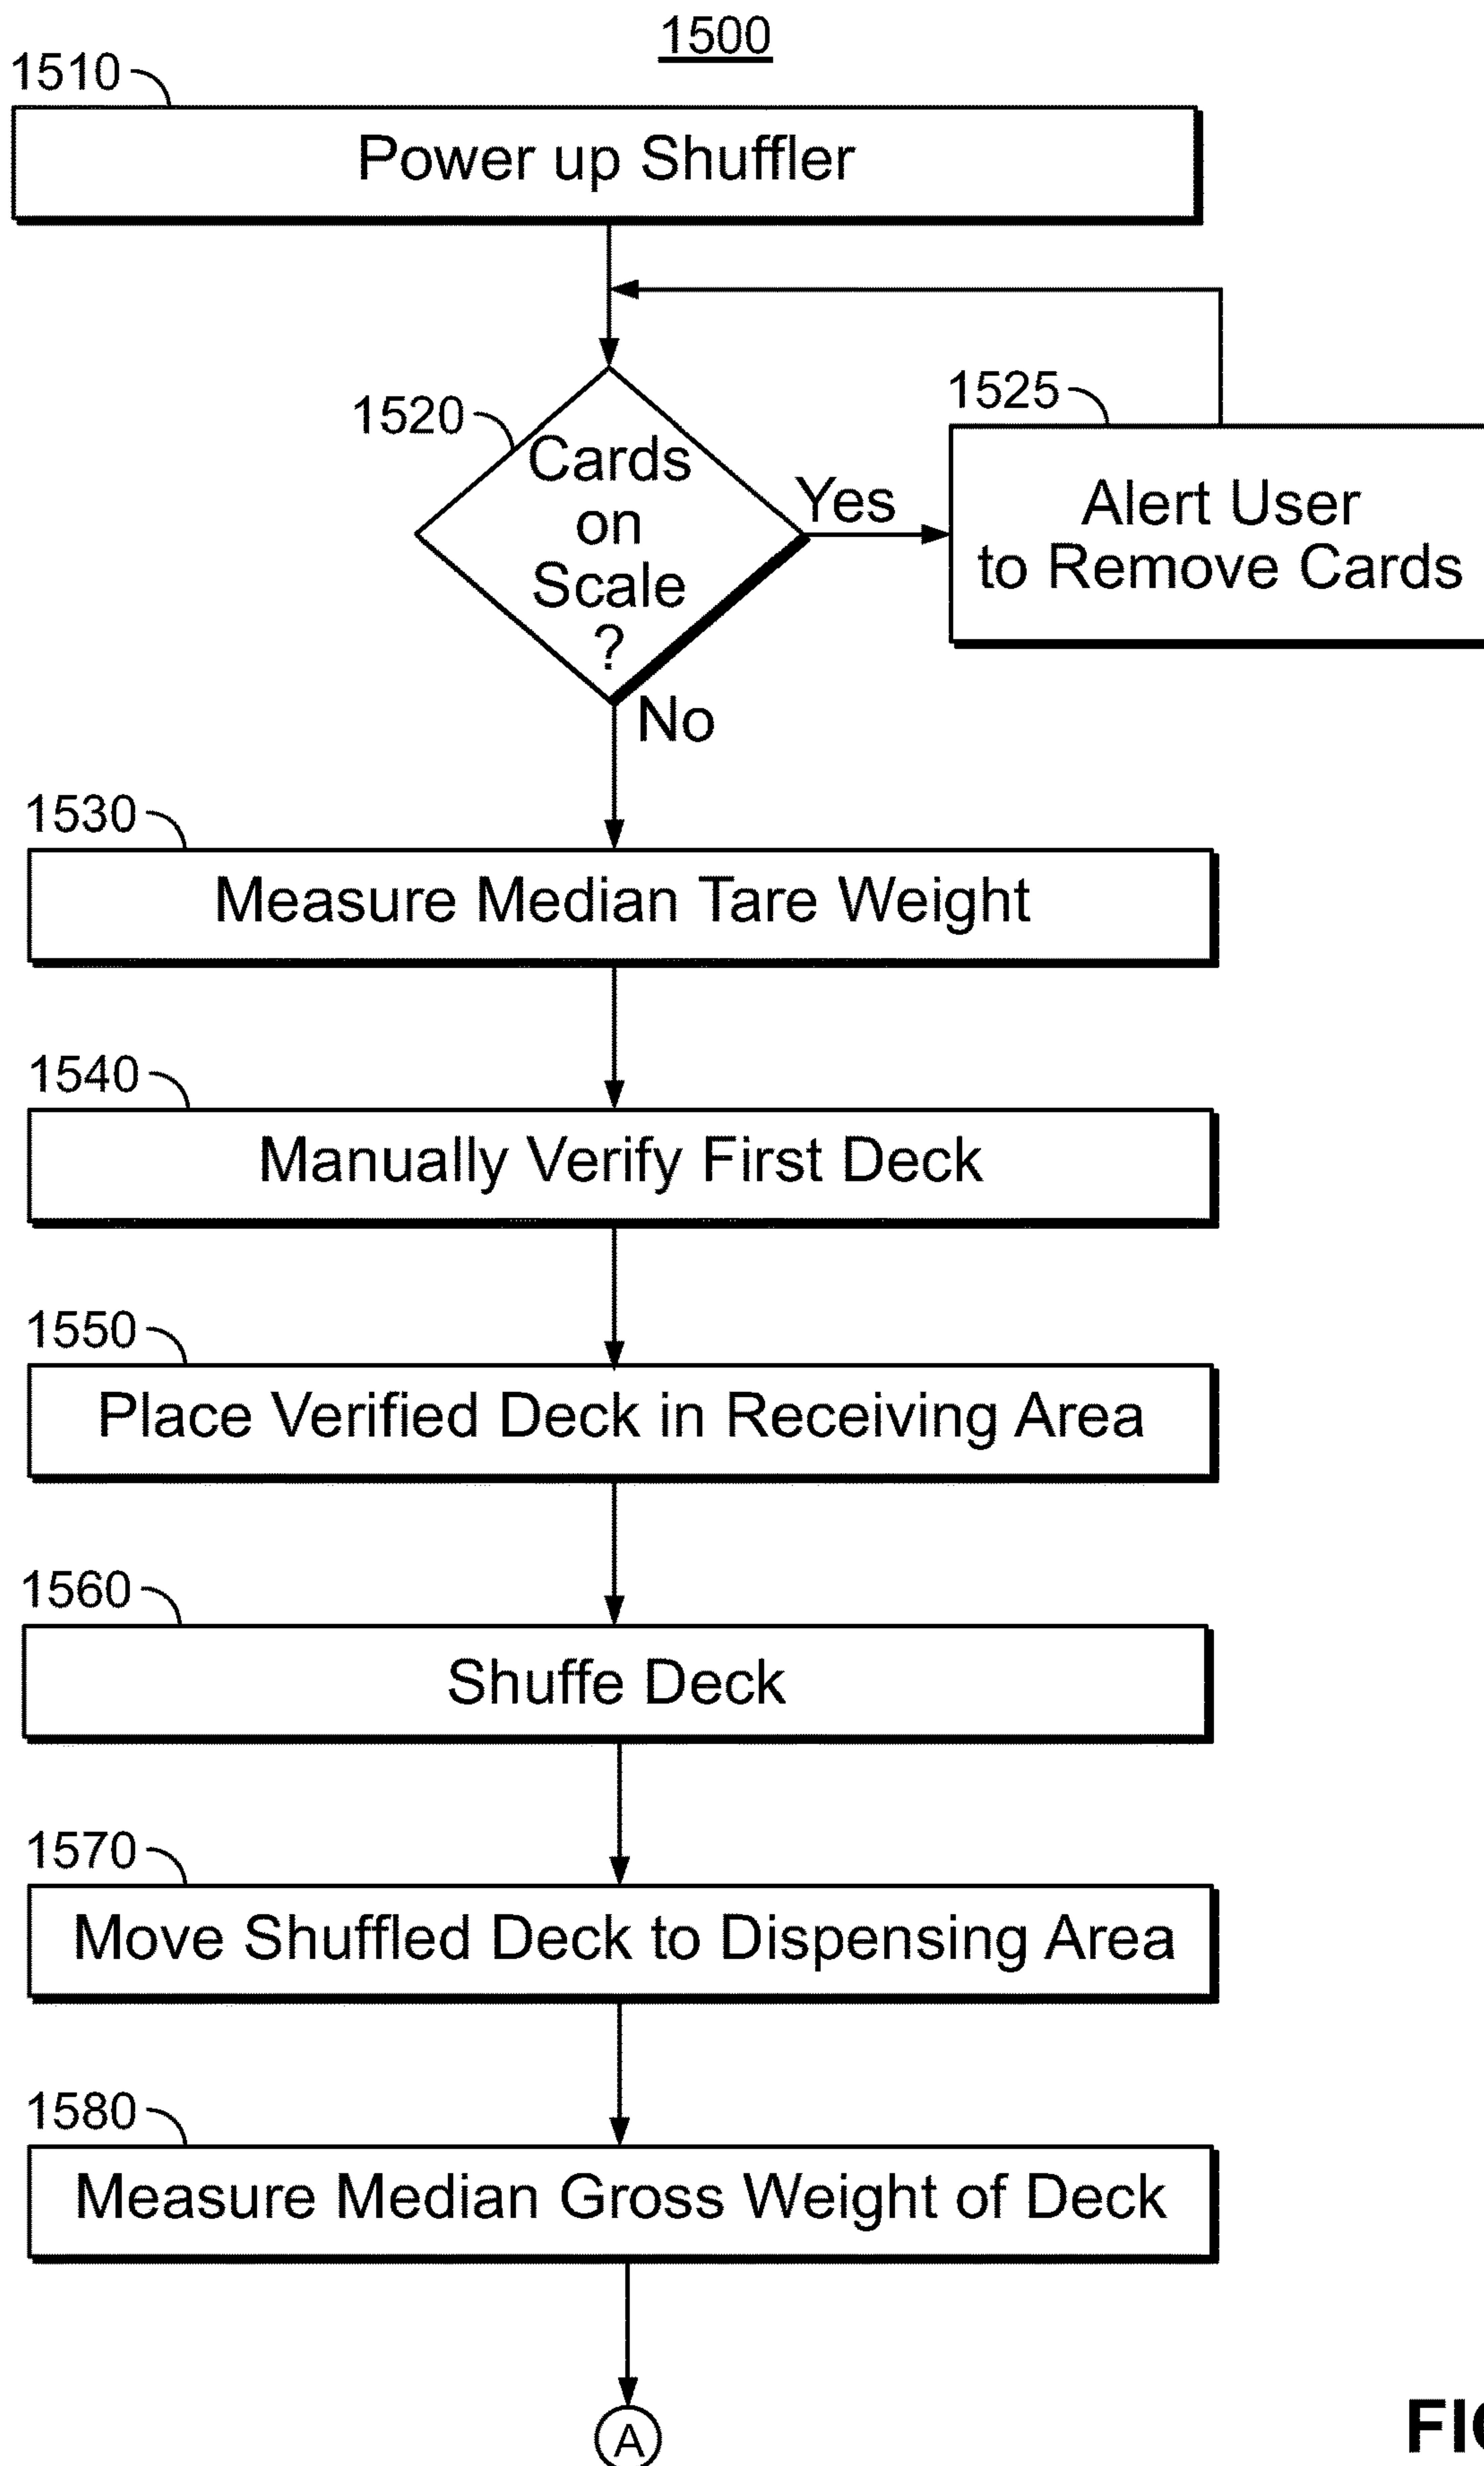 1500
1510
Power up Shuffler
1520
Cards
on
Scale
?
Yes
1525
Alert User
to Remove Cards
No
1530
Measure Median Tare Weight
1540
Manually Verify First Deck
1550
Place Verified Deck in Receiving Area
1560
Shuffe Deck
1570
Move Shuffled Deck to Dispensing Area
1580
Measure Median Gross Weight of Deck
A